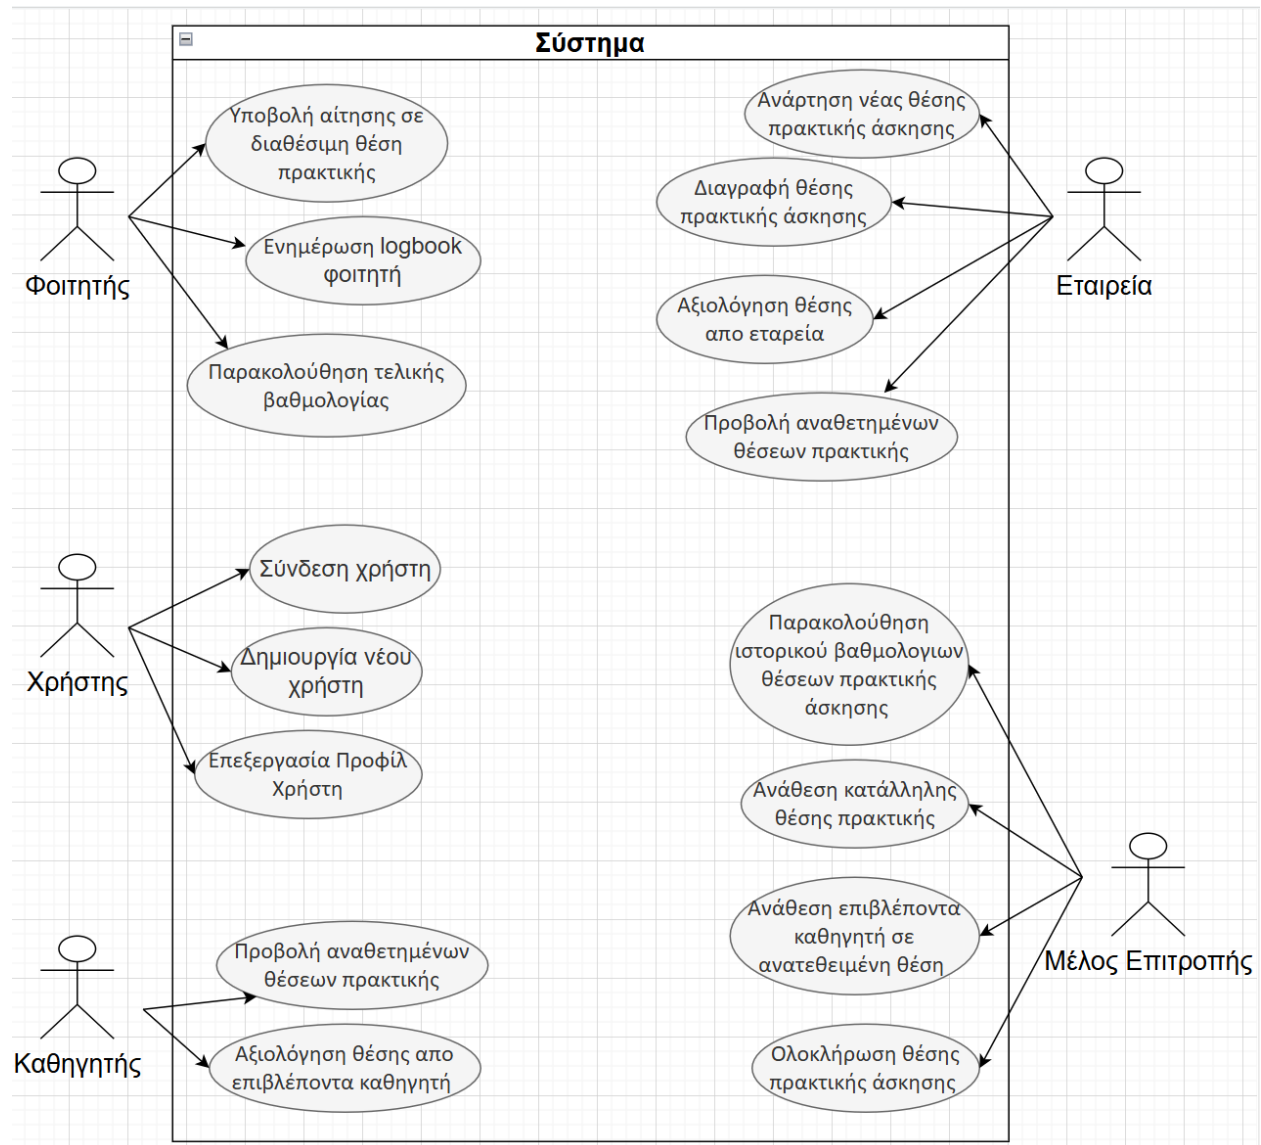 Σύστημα
Υποβολή αίτησης σε
διαθέσιμη θέση
πρακτικής
Ενημέρωση logbook
φοιτητή
Παρακολούθηση τελικής
βαθμολογίας
Φοιτητής
Ανάρτηση νέας θέσης
πρακτικής άσκησης
Διαγραφή θέσης
πρακτικής άσκησης
Αξιολόγηση θέσης
απο εταρεία
Προβολή αναθετημένων
θέσεων πρακτικής
Εταιρεία
Σύνδεση χρήστη
Δημιουργία νέου
χρήστη
Επεξεργασία Προφίλ
Χρήστη
Χρήστης
Παρακολούθηση
ιστορικού βαθμολογιων
θέσεων πρακτικής
άσκησης
Ανάθεση κατάλληλης
θέσης πρακτικής
Ανάθεση επιβλέποντα
καθηγητή σε
ανατεθειμένη θέση
Ολοκλήρωση θέσης
πρακτικής άσκησης
Μέλος Επιτροπής
Προβολή αναθετημένων
θέσεων πρακτικής
Αξιολόγηση θέσης απο
επιβλέποντα καθηγητή
Καθηγητής